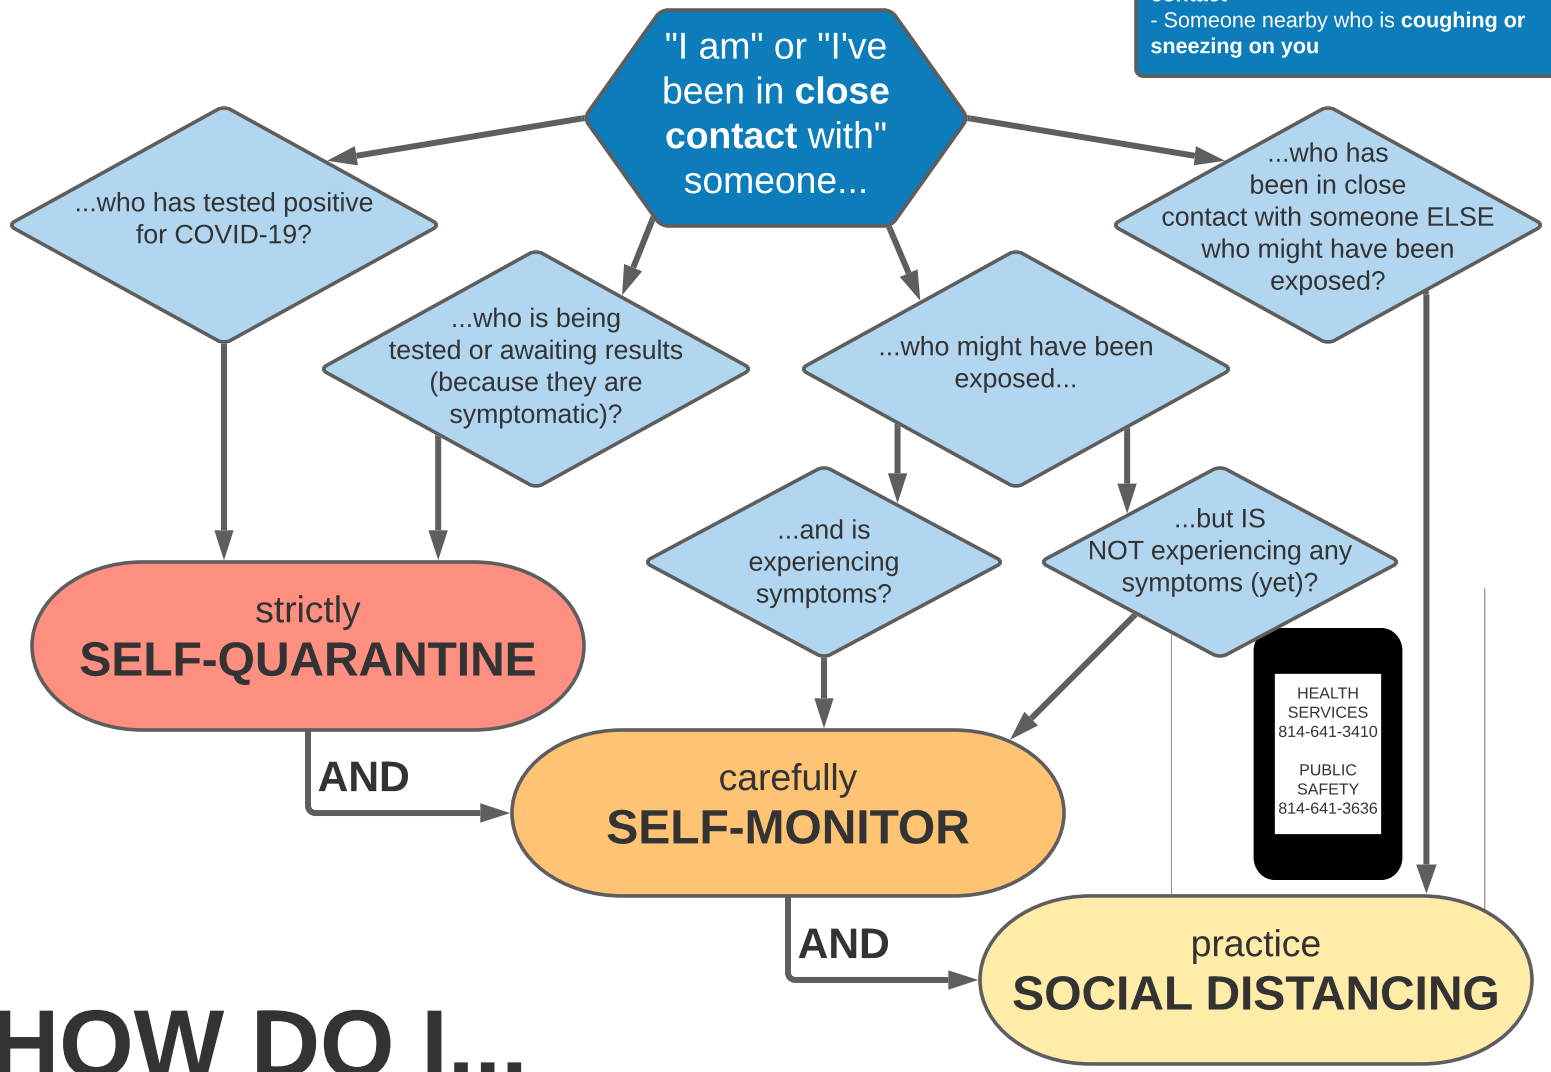 - Someone nearby who is coughing or
sneezing on you
"I am" or "I've
been in close
contact with"
someone...
...who has tested positive
for COVID-19?
...who is being
tested or awaiting results
(because they are
symptomatic)?
...who might have been
exposed...
...who has
been in close
contact with someone ELSE
who might have been
exposed?
...and is
experiencing
symptoms?
...but IS
NOT experiencing any
symptoms (yet)?
strictly
SELF-QUARANTINE
AND
carefully
SELF-MONITOR
HEALTH
SERVICES
814-641-3410
PUBLIC
SAFETY
814-641-3636
AND
practice
SOCIAL DISTANCING
HOW DO I...